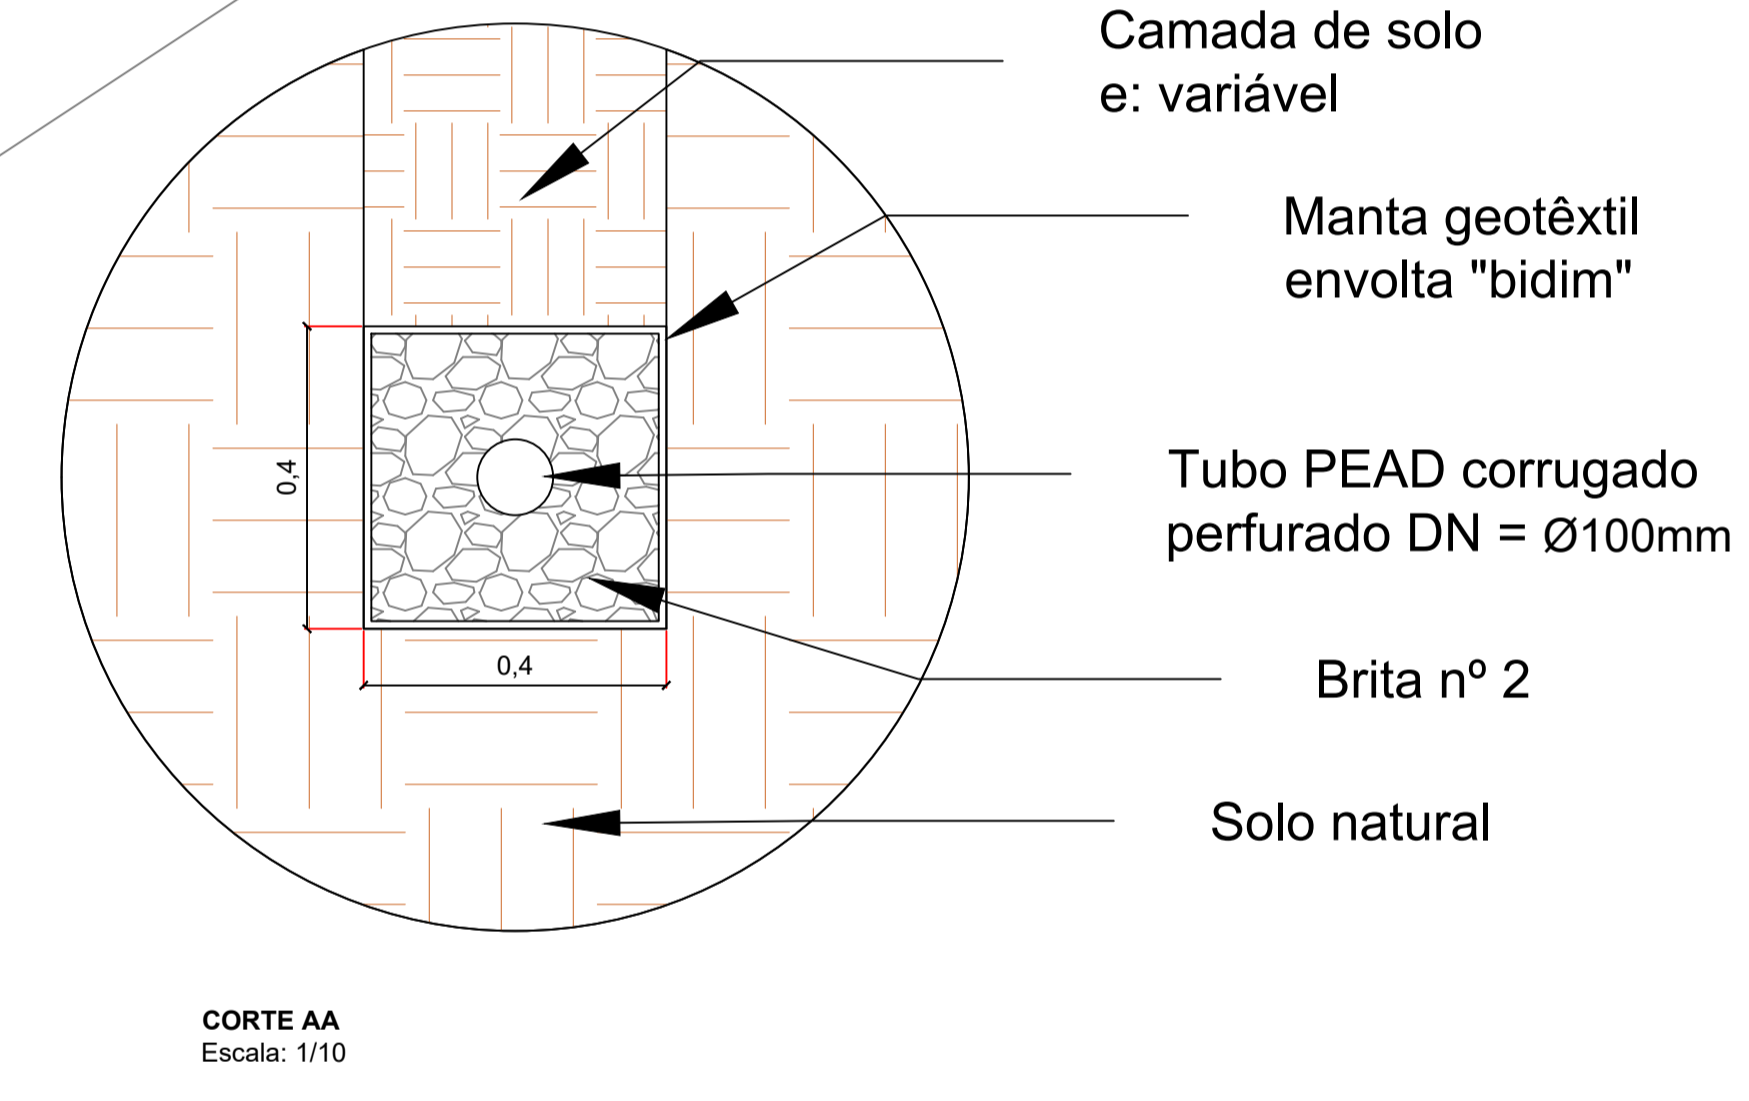 Camada de solo
e: variável
Manta geotêxtil
envolta "bidim"
Tubo PEAD corrugado
perfurado DN = Ø100mm
Brita nº 2
Solo natural
0,4
0,4
CORTE AA
Escala: 1/10